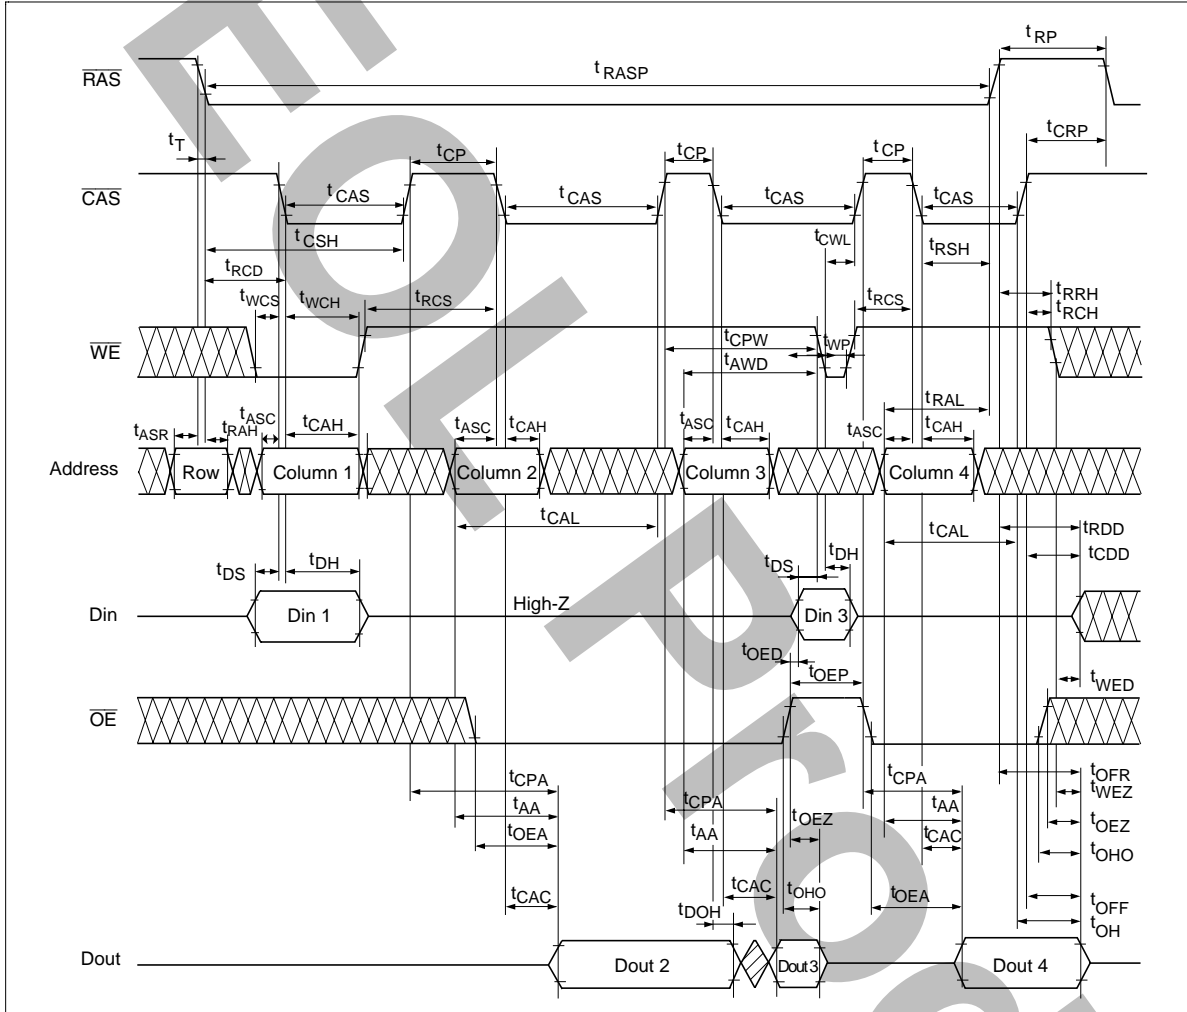 tRP
RAS
tRASP
tT
tCRP
tCP tCP tCP
CAS
tCAS tCAS tCAS tCAS
tCSH
tCWL
tRSH
tRCD
tWCS tWCH tRCS tRCS tRRH
tRCH
WE
tCPW tWP
tAWD
tRAL
tASC
tASR tRAH tCAH tASC tCAH tASC tCAH tASC tCAH
Address
Row Column 1 Column 2 Column 3 Column 4
tCAL tCAL tRDD
tCDD
tDS tDH tDS tDH
Din
Din 1 High-Z Din 3
tOED
tOEP
tWED
OE
tCPA tCPA tCPA tOFR
tWEZ
tAA tOEZ tAA
tOEA tAA tCAC tOEZ
tOHO
tCAC tCAC tOHO tOEA
tDOH tOFF
tOH
Dout
Dout 2 Dout 3 Dout 4
EOL Pro